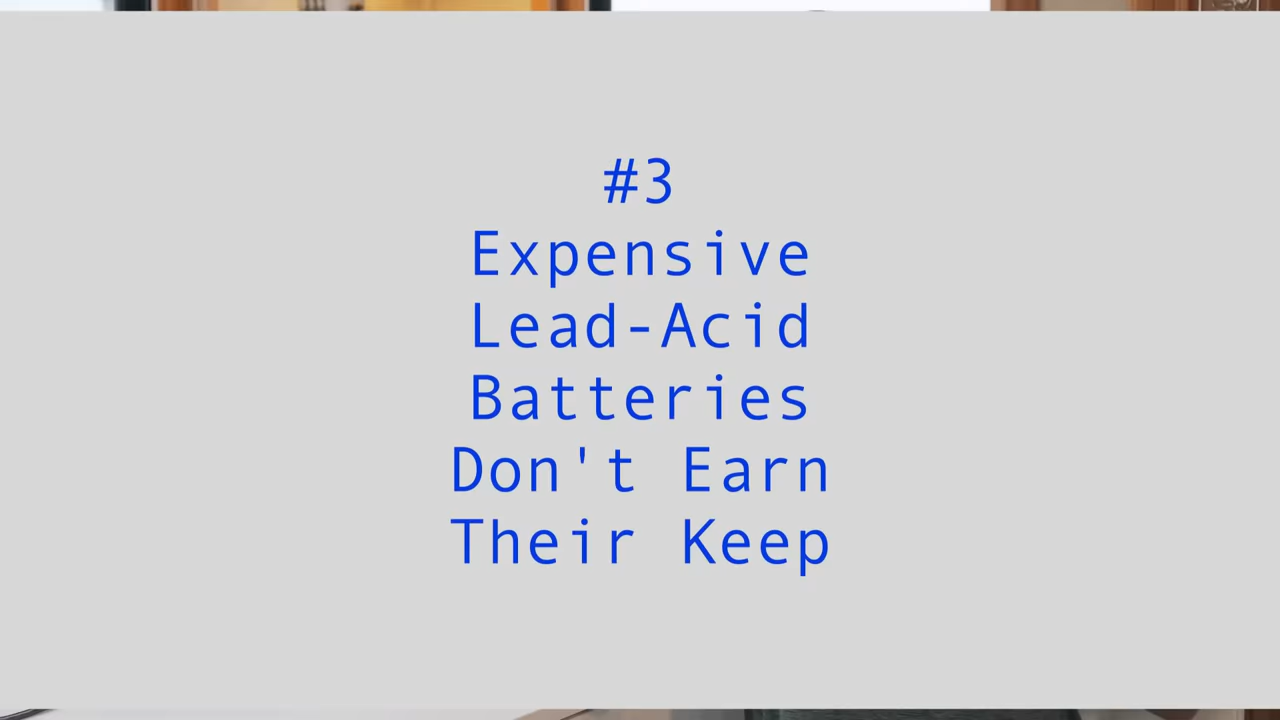 #3
Expensive
Lead-Acid
Batteries
Don't Earn
Their Keep